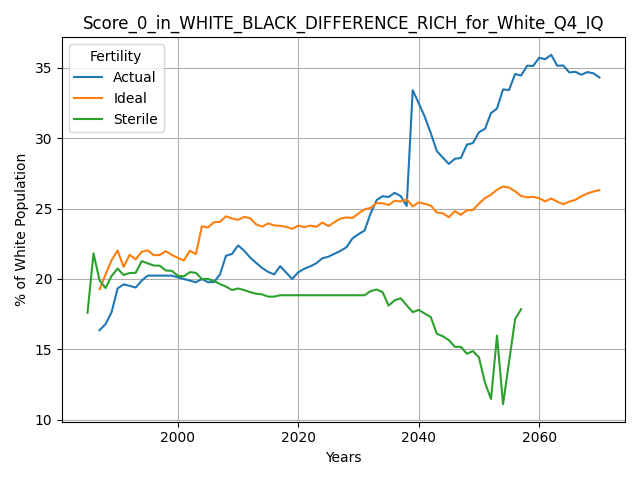 Score_0_in_WHITE_BLACK_DIFFERENCE_RICH_for_White_Q4_IQ
Fertility
Actual
Ideal
Sterile
% of White Population
35
30
25
20
15
10
2000
2020
2040
2060
Years